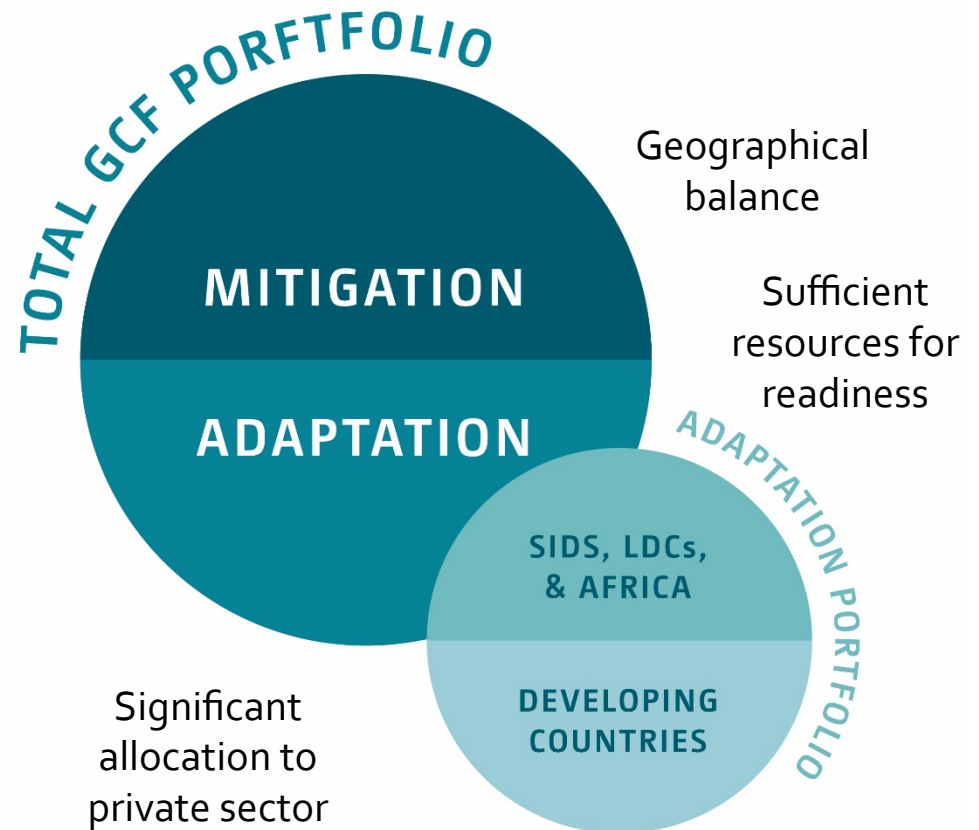 TOTAL GCF PORFTFOLIO
MITIGATION
ADAPTATION
Geographical
balance
Sufficient
resources for
readiness
ADAPTATION PORTFOLIO
SIDS, LDCs,
& AFRICA
DEVELOPING
COUNTRIES
Significant
allocation to
private sector